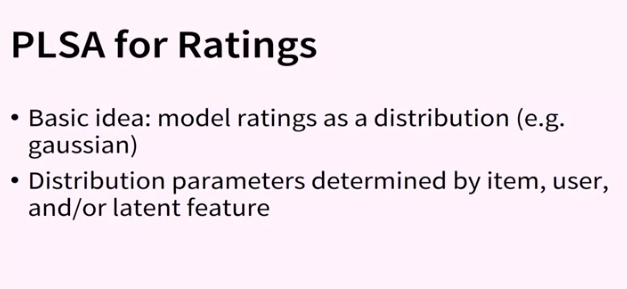 PLSA for Ratings
• Basic idea: model ratings as a distribution (e.g.
gaussian)
• Distribution parameters determined by item, user,
and/or latent feature